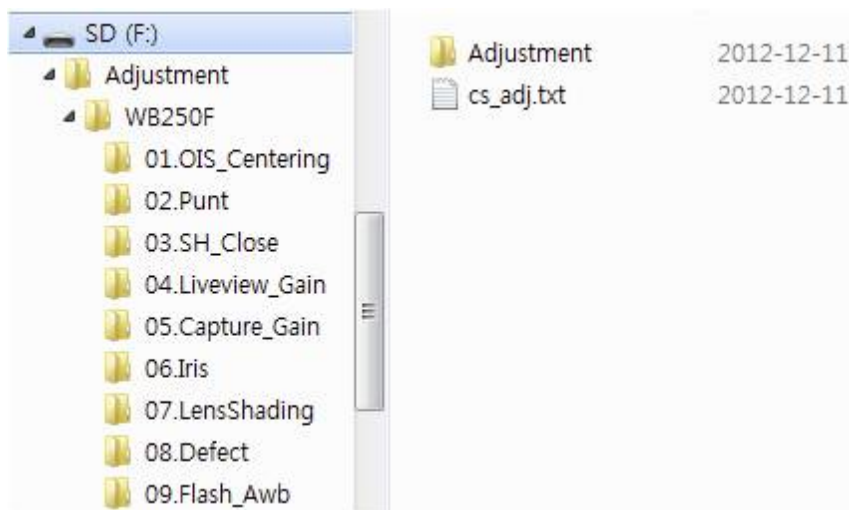 SD (F:)
Adjustment
WB250F
01.OIS_Centering
02.Punt
03.SH_Close
04.Liveview_Gain
05.Capture_Gain
06.Iris
07.LensShading
08.Defect
09.Flash_Awb
Adjustment 2012-12-11
cs_adj.txt 2012-12-11